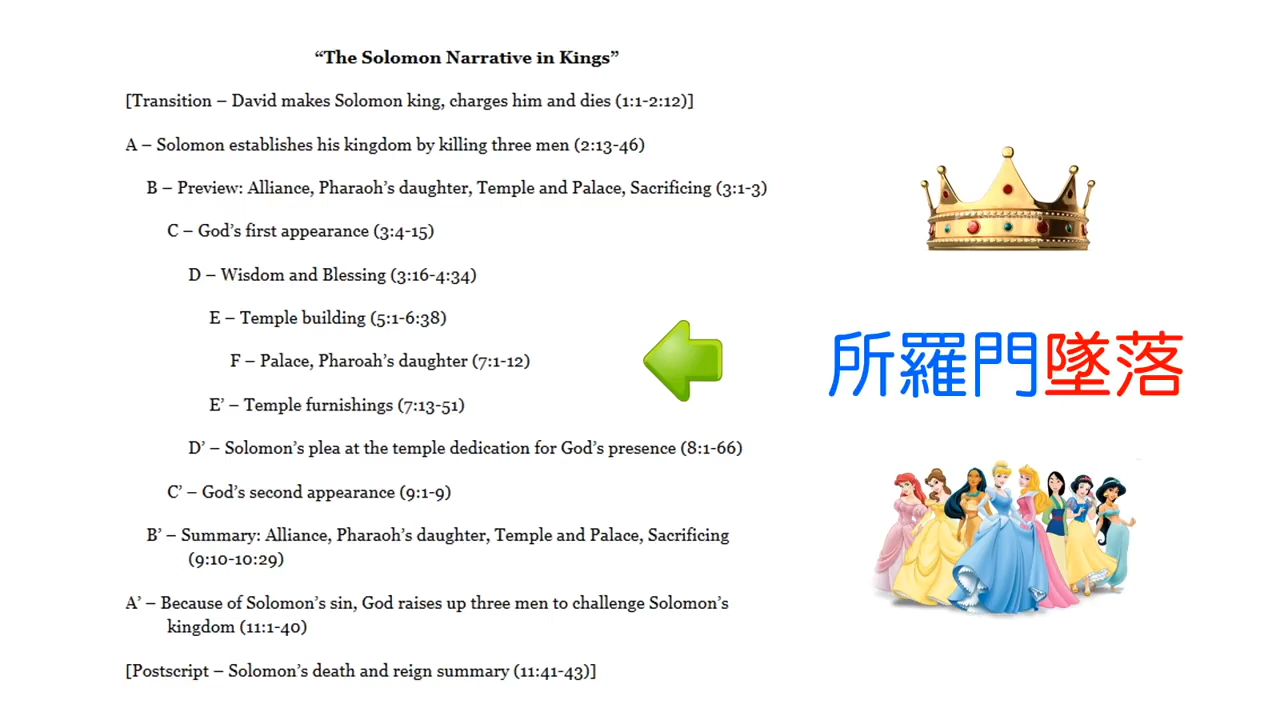 “The Solomon Narrative in Kings”
[Transition – David makes Solomon king, charges him and dies (1:1-2:12)]
A – Solomon establishes his kingdom by killing three men (2:13-46)
B – Preview: Alliance, Pharaoh’s daughter, Temple and Palace, Sacrificing (3:1-3)
C – God’s first appearance (3:4-15)
D – Wisdom and Blessing (3:16-4:34)
E – Temple building (5:1-6:38)
F – Palace, Pharoah’s daughter (7:1-12)
所羅門墜落
E’ – Temple furnishings (7:13-51)
D’ – Solomon’s plea at the temple dedication for God’s presence (8:1-66)
C’ – God’s second appearance (9:1-9)
B’ – Summary: Alliance, Pharaoh’s daughter, Temple and Palace, Sacrificing
(9:10-10:29)
A’ – Because of Solomon’s sin, God raises up three men to challenge Solomon’s
kingdom (11:1-40)
[Postscript – Solomon’s death and reign summary (11:41-43)]